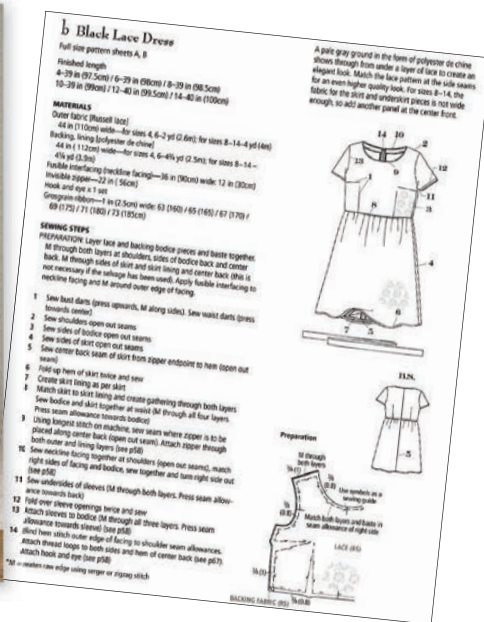 b Black Lace Dress
Full size pattern sheets A, B
Finished length
4–39 in (97.5cm) / 6–39 in (98cm) / 8–39 in (98.5cm)
10–39 in (99cm) / 12–40 in (99.5cm) / 14–40 in (100cm)
MATERIALS
Outer fabric [Russell lace]
44 in (110cm) wide—for sizes 4, 6–2 yd (2.6m); for sizes 8–14–4 yd (4m)
Backing, lining [polyester de chine]
44 in ( 112cm) wide—for sizes 4, 6–4⅜ yd (2.5m); for sizes 8–14 –
4¼ yd (3.9m)
Fusible interfacing (neckline facing)—36 in (90cm) wide: 12 in (30cm)
Invisible zipper—22 in ( 56cm)
Hook and eye x 1 set
Grosgrain ribbon—1 in (2.5cm) wide: 63 (160) / 65 (165) / 67 (170) /
69 (175) / 71 (180) / 73 (185cm)
SEWING STEPS
PREPARATION: Layer lace and backing bodice pieces and baste together.
M through both layers at shoulders, sides of bodice back and center
back. M through sides of skirt and skirt lining and center back (this is
not necessary if the selvage has been used). Apply fusible interfacing to
neckline facing and M around outer edge of facing.
1 Sew bust darts (press upwards, M along sides). Sew waist darts (press
towards center)
2 Sew shoulders open out seams
3 Sew sides of bodice open out seams
4 Sew sides of skirt open out seams
5 Sew center back seam of skirt from zipper endpoint to hem (open out
seam)
6 Fold up hem of skirt twice and sew
7 Create skirt lining as per skirt
8 Match skirt to skirt lining and create gathering through both layers
Sew bodice and skirt together at waist (M through all four layers.
Press seam allowance towards bodice)
9 Using longest stitch on machine, sew seam where zipper is to be
placed along center back (open out seam). Attach zipper through
both outer and lining layers (see p58)
10 Sew neckline facing together at shoulders (open out seams), match
right sides of facing and bodice, sew together and turn right side out
(see p58)
11 Sew undersides of sleeves (M through both layers. Press seam allow-
ance towards back)
12 Fold over sleeve openings twice and sew
13 Attach sleeves to bodice (M through all three layers. Press seam
allowance towards sleeve) (see p58)
14 Blind hem stitch outer edge of facing to shoulder seam allowances.
Attach thread loops to both sides and hem of center back (see p67).
Attach hook and eye (see p58)
*M = neaten raw edge using serger or zigzag stitch
A pale gray ground in the form of polyester de chine
shows through from under a layer of lace to create an
elegant look. Match the lace pattern at the side seams
for an even higher quality look. For sizes 8–14, the
fabric for the skirt and underskirt pieces is not wide
enough, so add another panel at the center front.
14 10
2
13
9
12
1
11
8
3
4
6
7 5
B.S.
5
Preparation
M through
both layers
⅜ (1)
⅜
(0.8)
Use symbols as a
sewing guide
⅜
(0.8)
Match both layers and baste in
seam allowance of right side
LACE (RS)
⅜ (1)
BACKING FABRIC (RS)
⅜ (0.8)